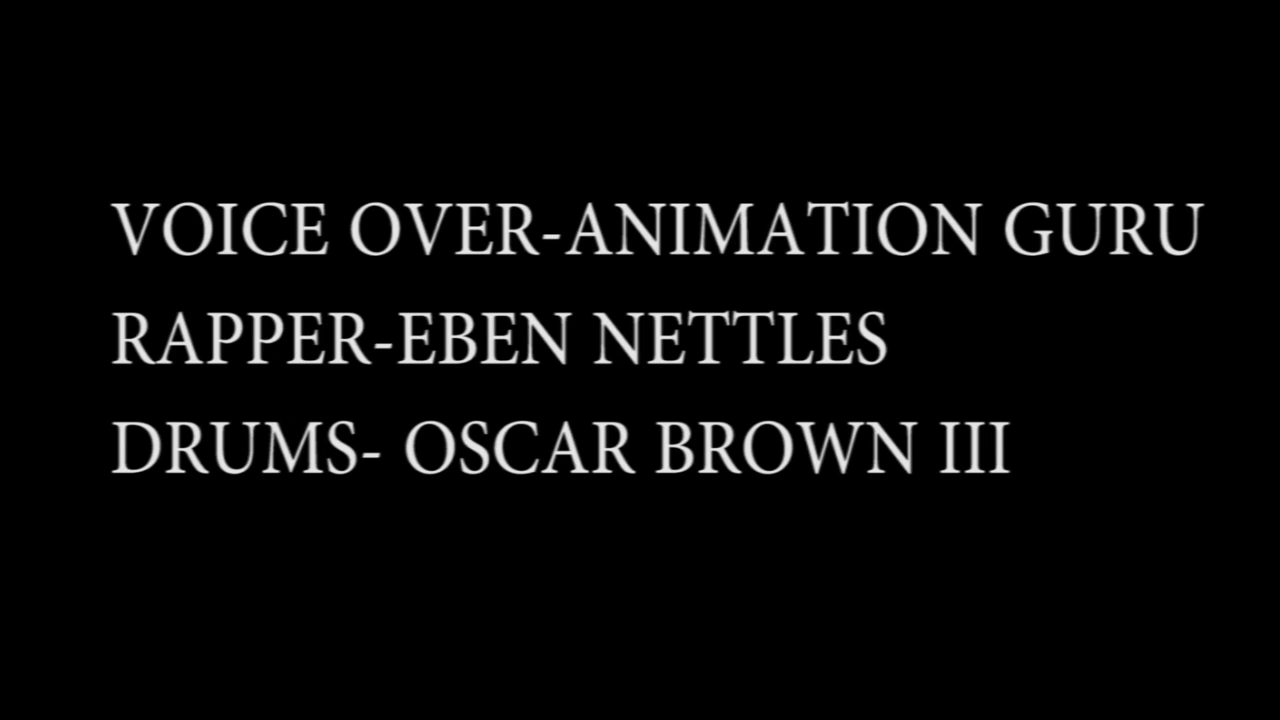 VOICE OVER-ANIMATION GURU
RAPPER-EBEN NETTLES
DRUMS- OSCAR BROWN III